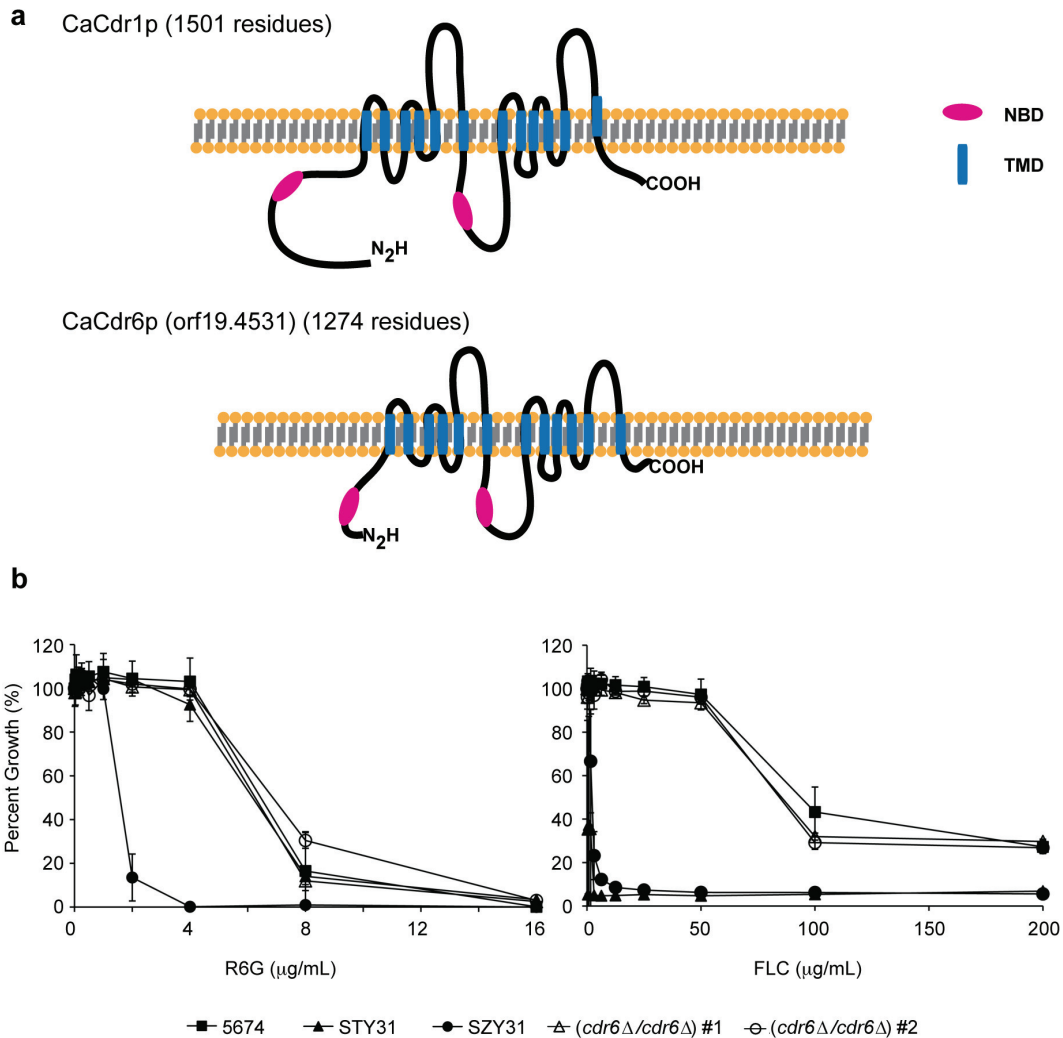 a
CaCdr1p (1501 residues)
NBD
TMD
COOH
N2H
CaCdr6p (orf19.4531) (1274 residues)
COOH
N2H
b
120
100
80
60
40
20
0
Percent Growth (%)
0
4
8
12
16
R6G (μg/mL)
120
100
80
60
40
20
0
0
50
100
150
200
FLC (μg/mL)
5674 STY31 SZY31 (cdr6Δ/cdr6Δ) #1 (cdr6Δ/cdr6Δ) #2